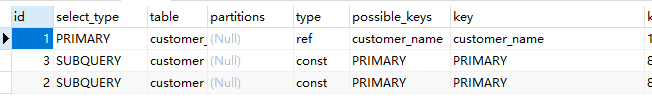 id select_type table partitions type possible_keys key
1 PRIMARY customer_ (Null) ref customer_name customer_name 1
3 SUBQUERY customer (Null) const PRIMARY PRIMARY 8
2 SUBQUERY customer (Null) const PRIMARY PRIMARY 8